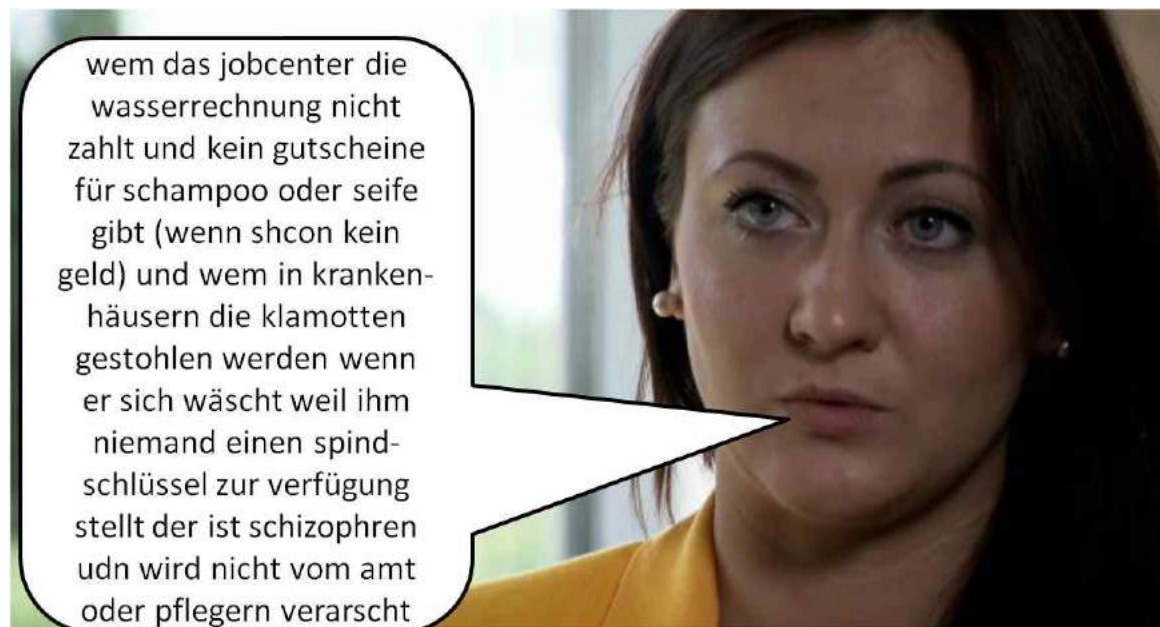 wem das jobcenter die
wasserrechnung nicht
zahlt und kein gutscheine
für schampoo oder seife
gibt (wenn shcon kein
geld) und wem in kranken-
häusern die klamotten
gestohlen werden wenn
er sich wäscht weil ihm
niemand einen spind-
schlüssel zur verfügung
stellt der ist schizophren
udn wird nicht vom amt
oder pflegern verarscht